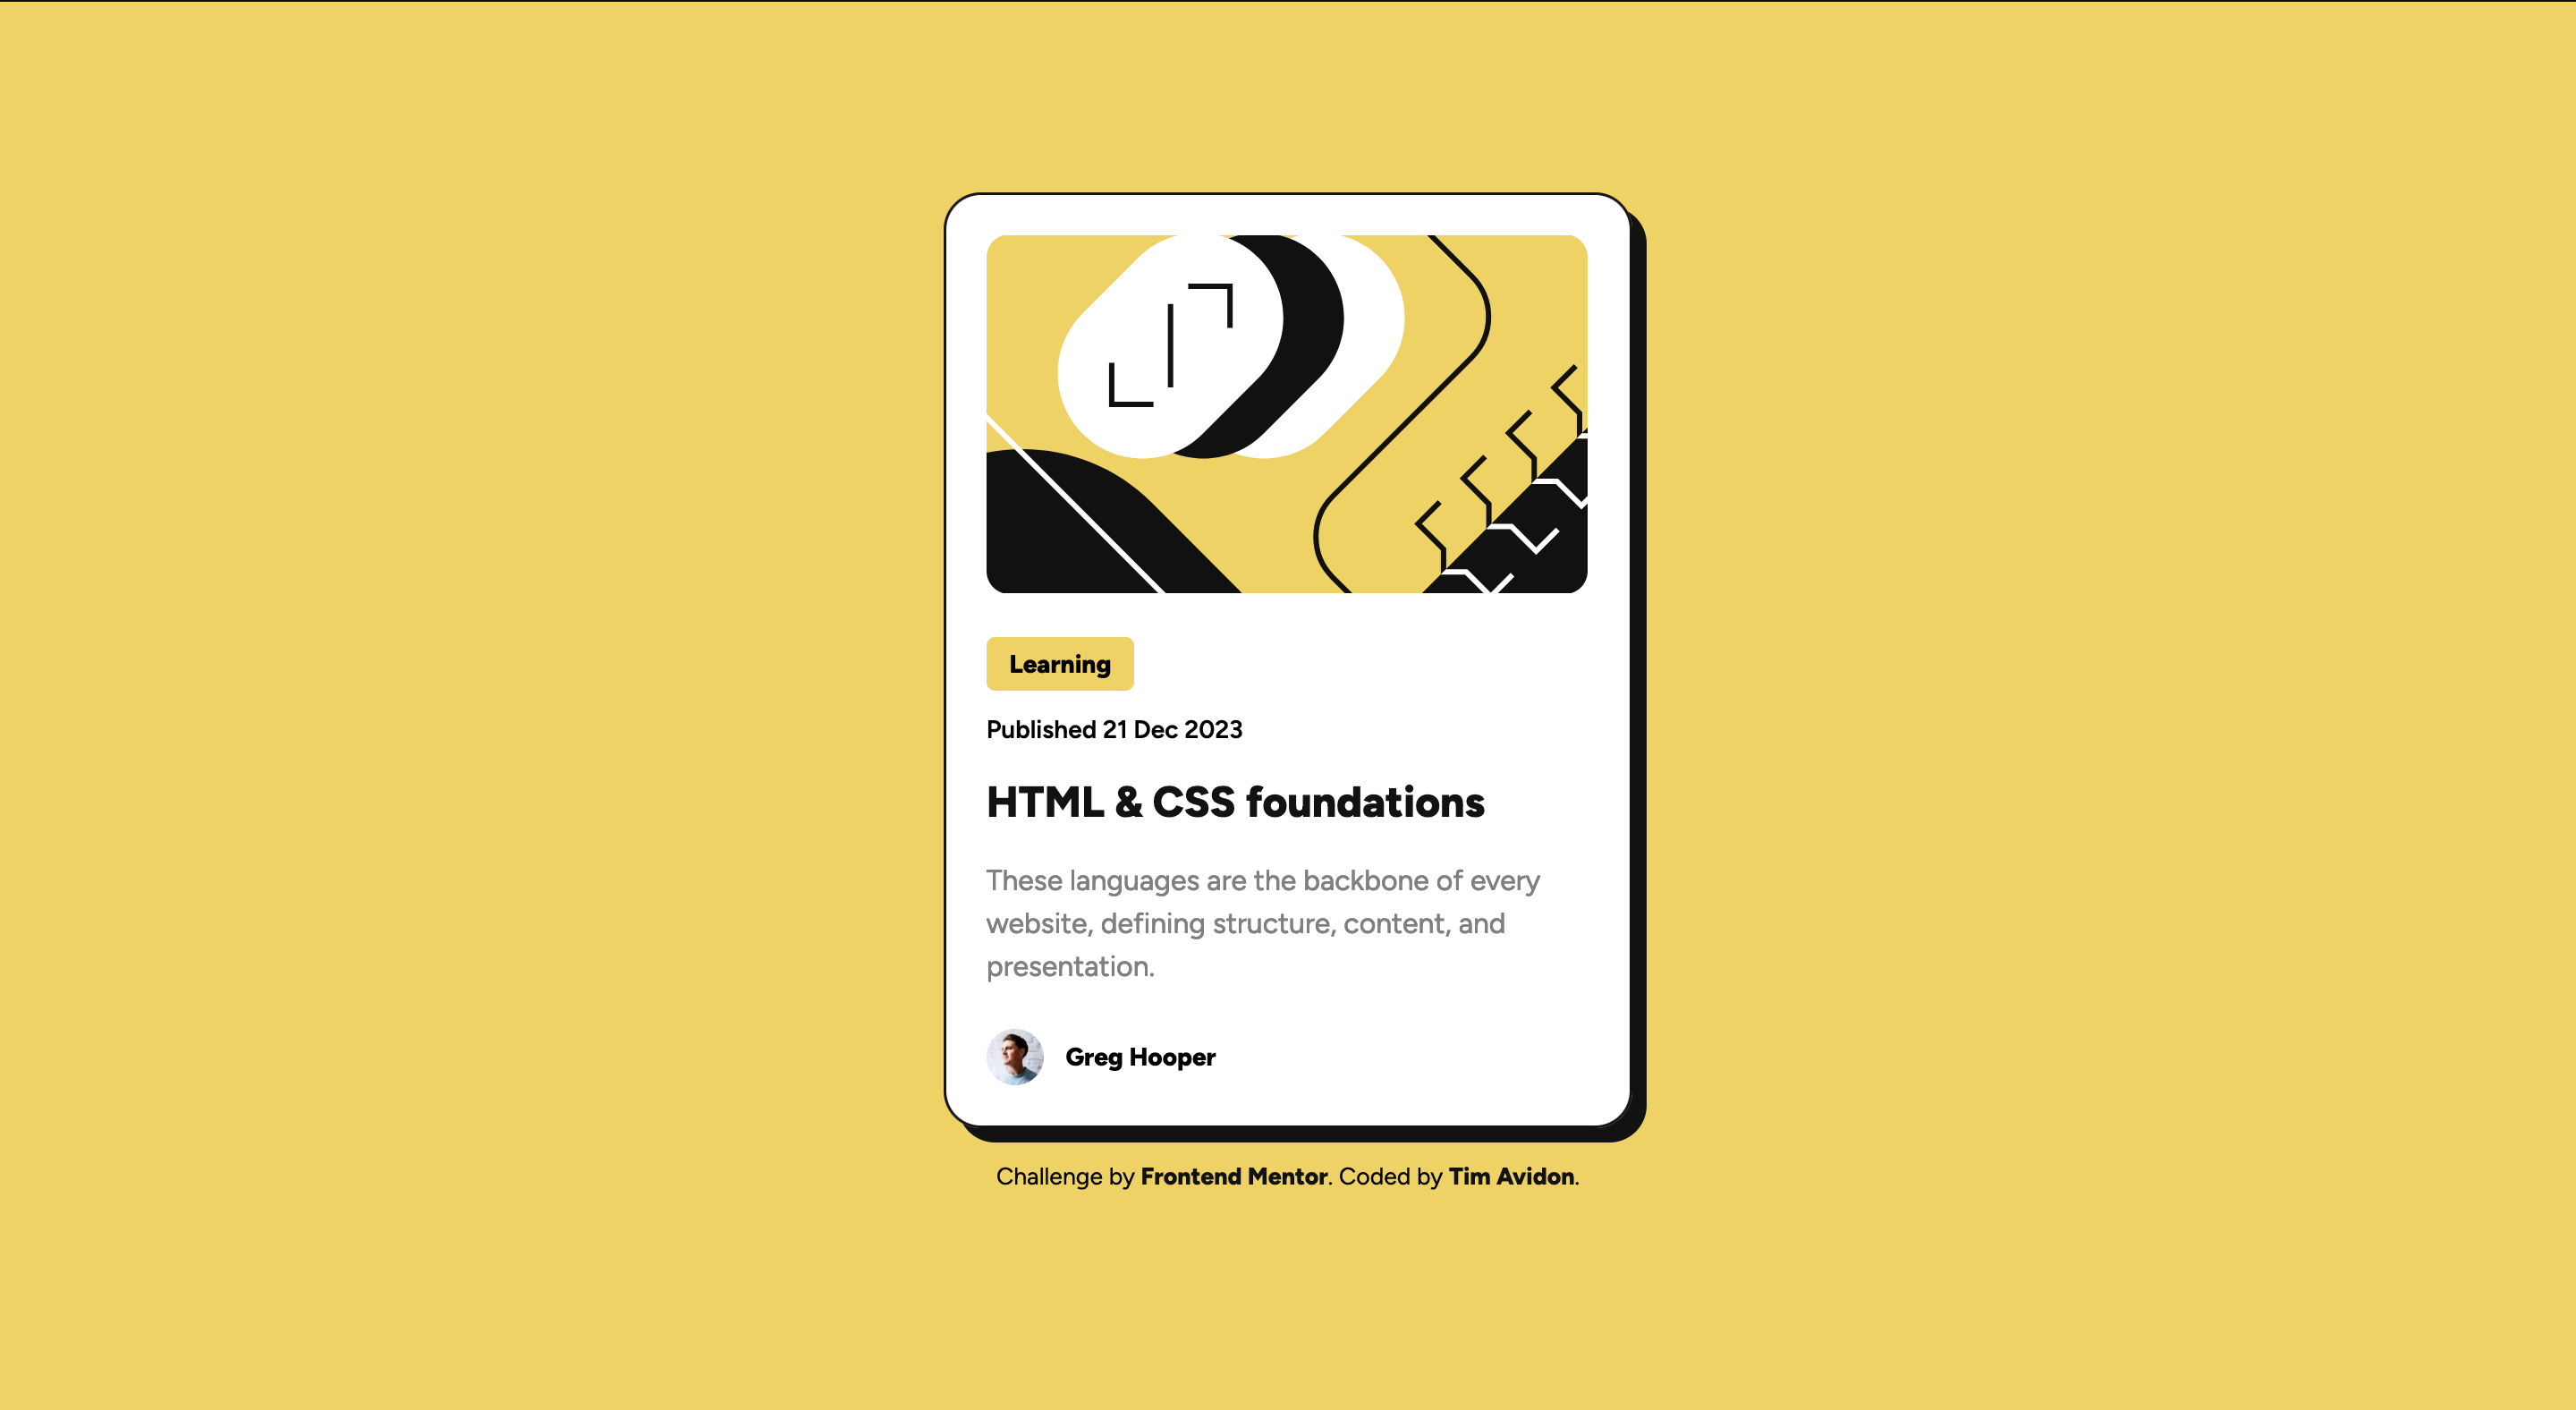 Learning
Published 21 Dec 2023
HTML & CSS foundations
These languages are the backbone of every
website, defining structure, content, and
presentation.
Greg Hooper
Challenge by Frontend Mentor. Coded by Tim Avidon.